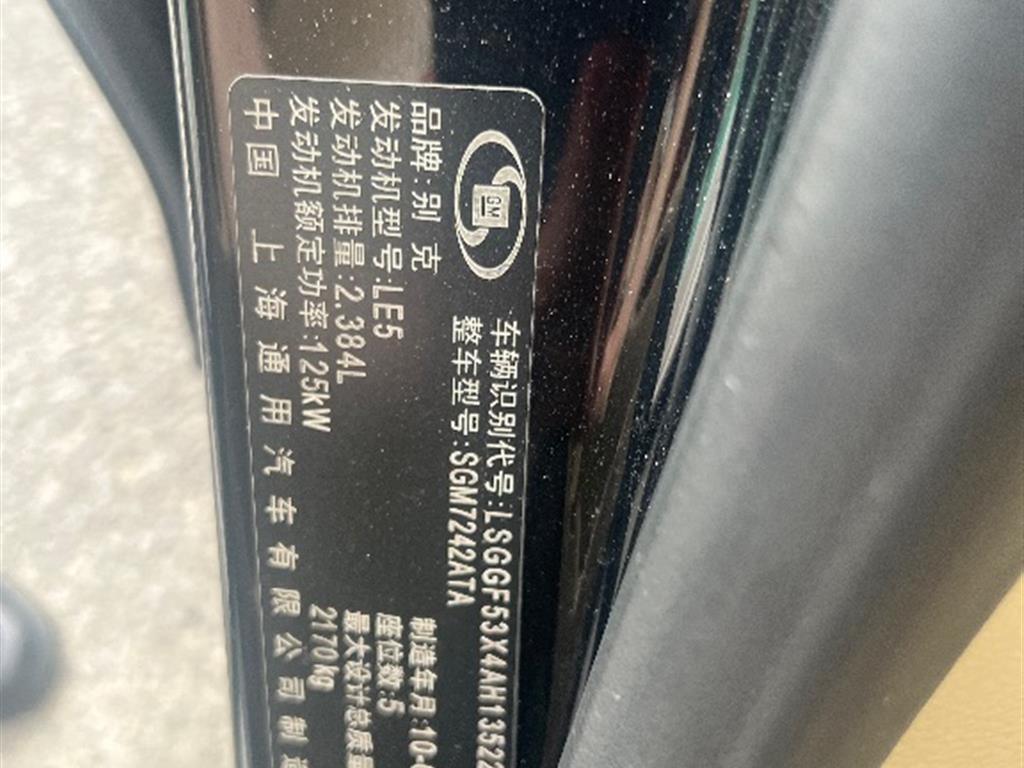 GM
车辆识别代号:LSGGF53X4AH13522
整车型号:SGM7242ATA
品牌:别克
制造年月:10-
发动机型号:LE5
座位数:5
发动机排量:2.384L
最大设计总质量
发动机额定功率:125kW
2170kg
中国 上海通用汽车有限公司制造